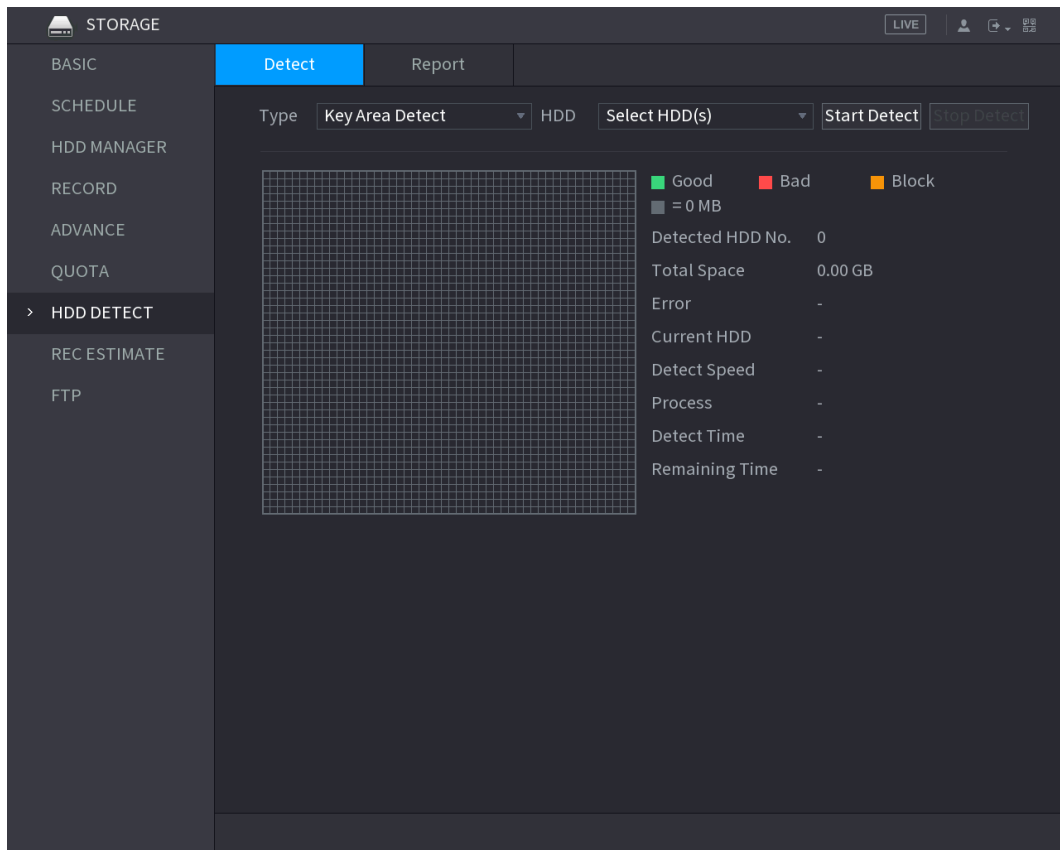 STORAGE LIVE
BASIC
SCHEDULE
HDD MANAGER
RECORD
ADVANCE
QUOTA
HDD DETECT
REC ESTIMATE
FTP
Detect Report
Type Key Area Detect HDD Select HDD(s) Start Detect Stop Detect
Good Bad Block
= 0 MB
Detected HDD No. 0
Total Space 0.00 GB
Error -
Current HDD -
Detect Speed -
Process -
Detect Time -
Remaining Time -